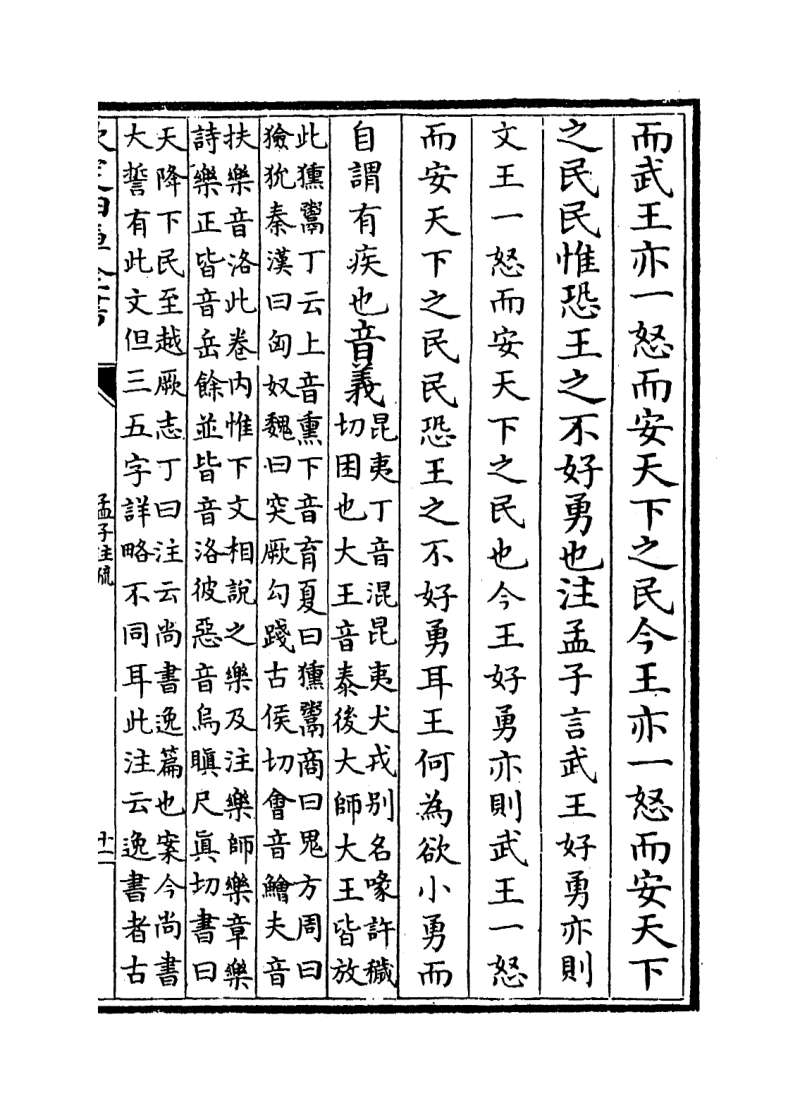 而武王亦一怒而安天下之民今王亦一怒而安天下
之民民惟恐王之不好勇也注孟子言武王好勇亦則
文王一怒而安天下之民也今王好勇亦則武王一怒
而安天下之民民恐王之不好勇耳王何為欲小勇而
自謂有疾也音義
昆夷丁音混昆夷犬戎别名喙許穢
切困也大王音泰後大師大王皆放
此獯鬻丁云上音熏下音育夏曰獯鬻商曰鬼方周曰
獫狁秦漢曰匈奴魏曰突厥勾踐古侯切會音鱠夫音
扶樂音洛此卷内惟下文相說之樂及注樂師樂章樂
詩樂正皆音岳餘並皆音洛彼惡音烏瞋尺眞切書曰
天降下民至越厥志丁曰注云尚書逸篇也案今尚書
大誓有此文但三五字詳略不同耳此注云逸書者古
欽定四庫全書
孟子注疏
十一